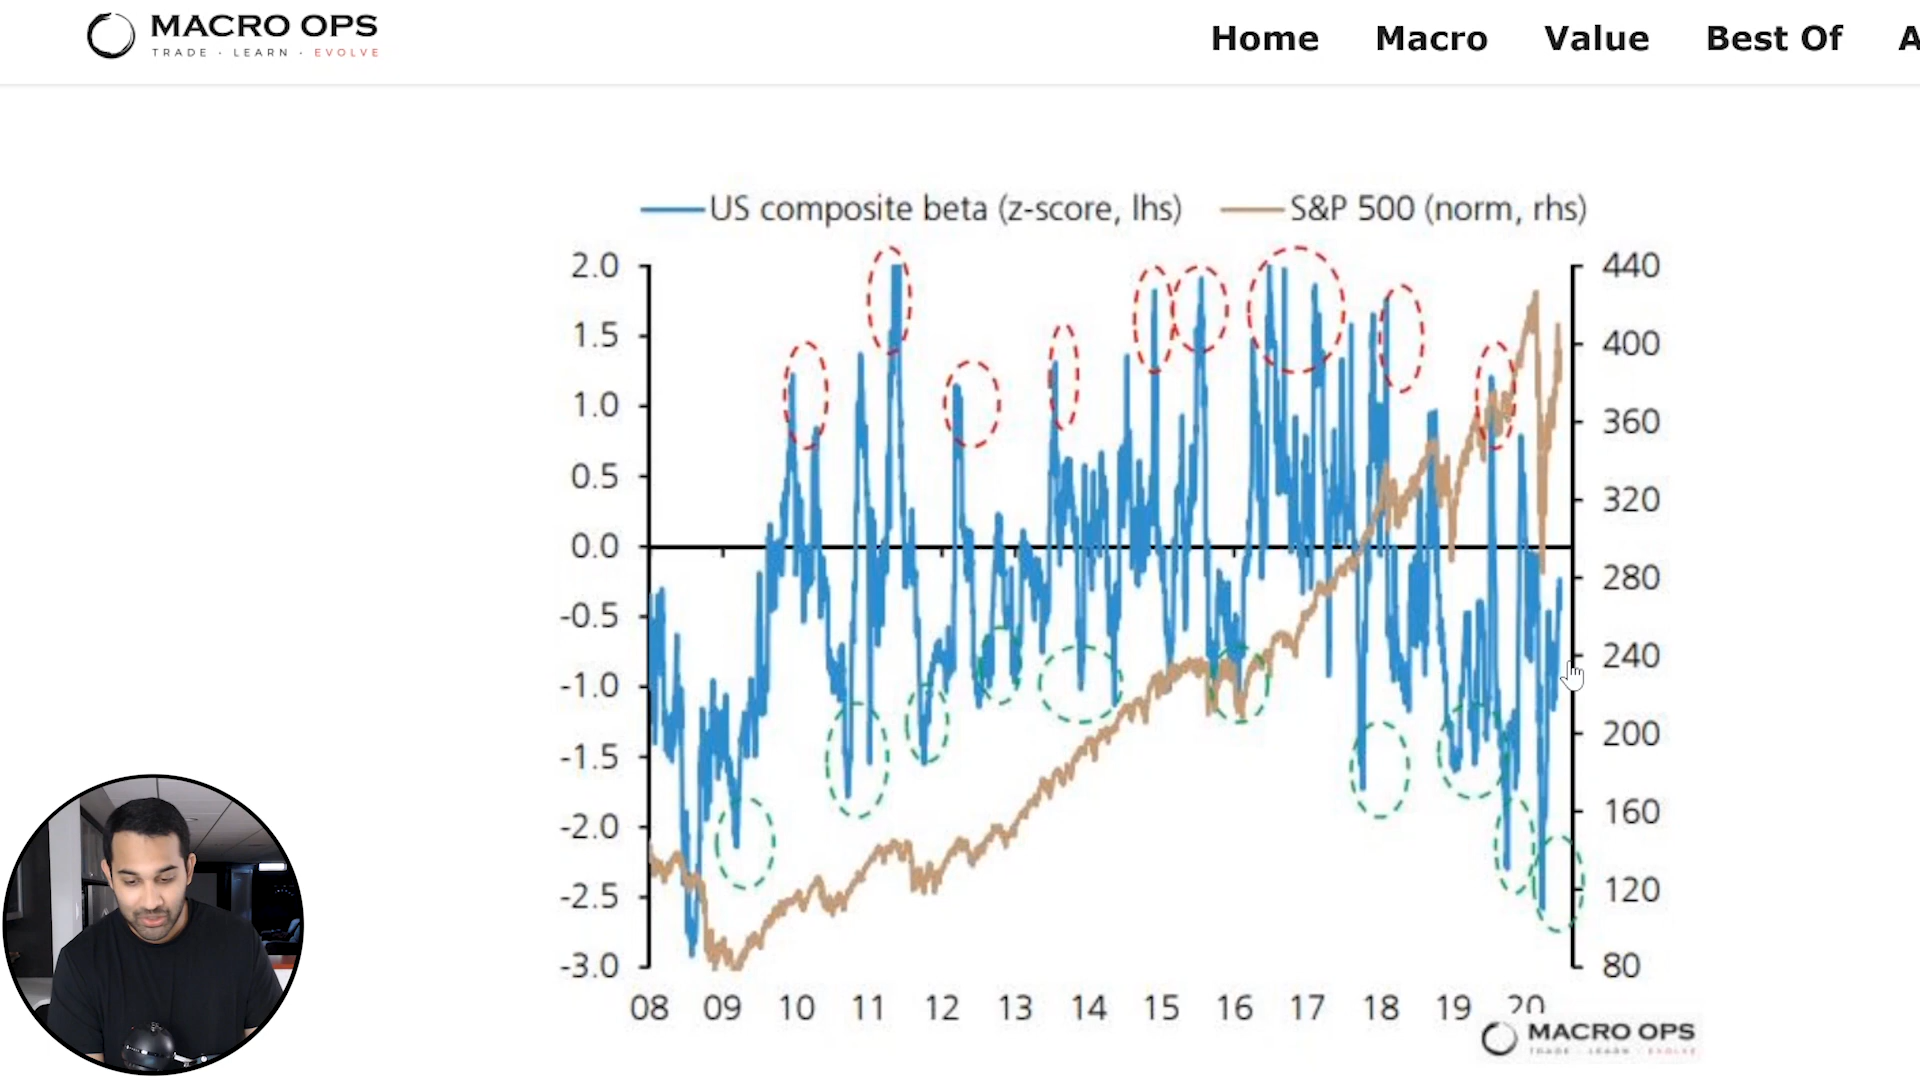 MACRO OPS
TRADE · LEARN · EVOLVE
Home Macro Value Best Of A
US composite beta (z-score, lhs) S&P 500 (norm, rhs)
2.0 440
1.5 400
1.0 360
0.5 320
0.0 280
-0.5 240
-1.0 200
-1.5 160
-2.0 120
-2.5 80
-3.0
08 09 10 11 12 13 14 15 16 17 18 19 20
MACRO OPS
TRADE · LEARN · EVOLVE